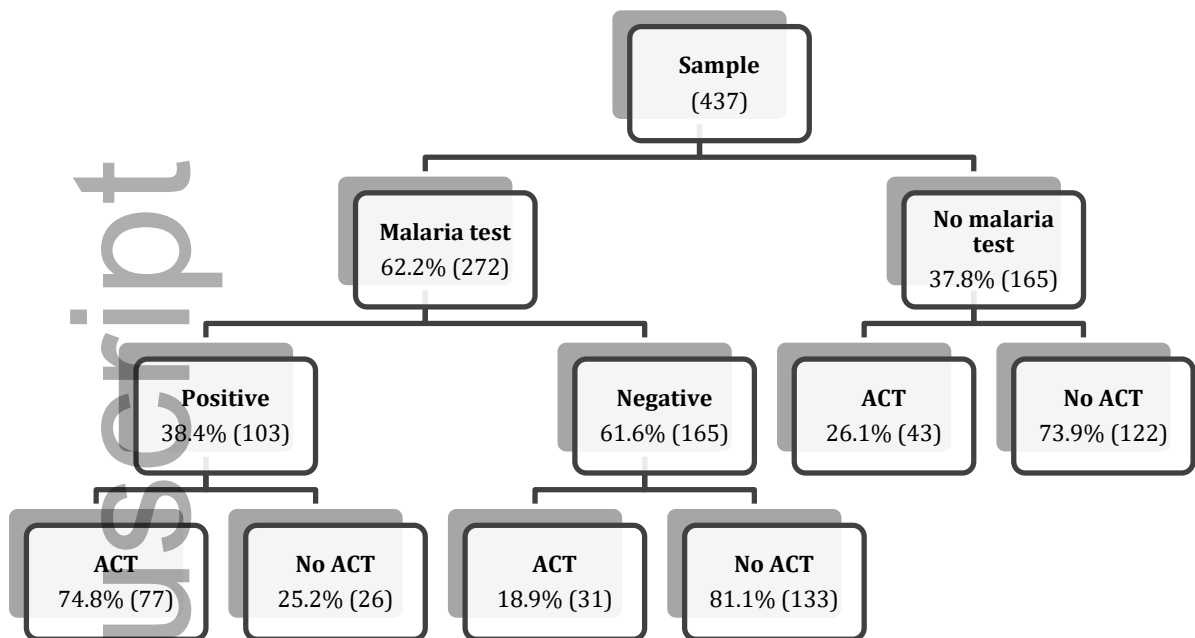 Sample
(437)
Malaria test
62.2% (272)
No malaria
test
37.8% (165)
Positive
38.4% (103)
Negative
61.6% (165)
ACT
26.1% (43)
No ACT
73.9% (122)
ACT
74.8% (77)
No ACT
25.2% (26)
ACT
18.9% (31)
No ACT
81.1% (133)
uscript